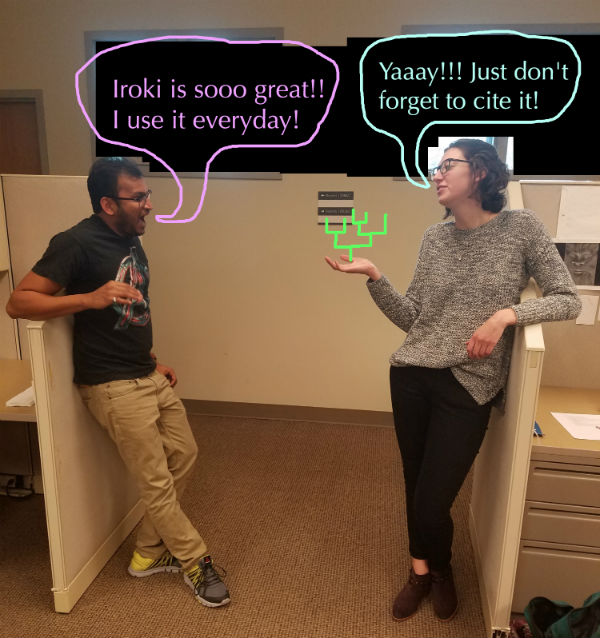 Iroki is sooo great!!
I use it everyday!
Yaaay!!! Just don't
forget to cite it!